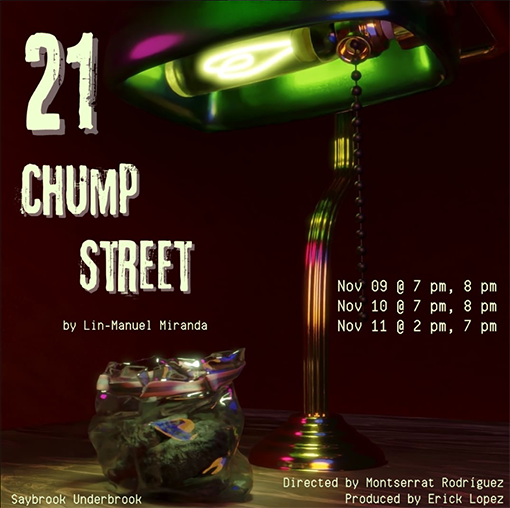 21
CHUMP
STREET
by Lin-Manuel Miranda
Nov 09 @ 7 pm, 8 pm
Nov 10 @ 7 pm, 8 pm
Nov 11 @ 2 pm, 7 pm
Directed by Montserrat Rodríguez
Produced by Erick Lopez
Saybrook Underbrook